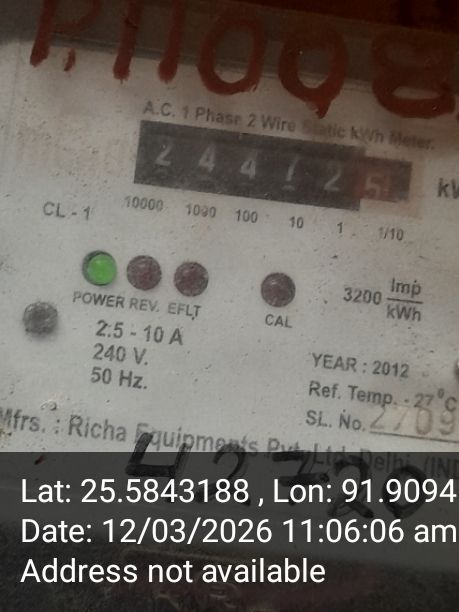 A.C. 1 Phase 2 Wire Static kWh Meter.
2 4 4 1 2 5
CL - 1
10000 1000 100 10 1 1/10
POWER REV. EFLT
CAL
3200 Imp/kWh
2.5 - 10 A
240 V.
50 Hz.
YEAR : 2012
Ref. Temp. - 27°C
SL. No. 2709
Mfrs. : Richa Equipments Pvt. Ltd. Delhi
Lat: 25.5843188 , Lon: 91.9094
Date: 12/03/2026 11:06:06 am
Address not available